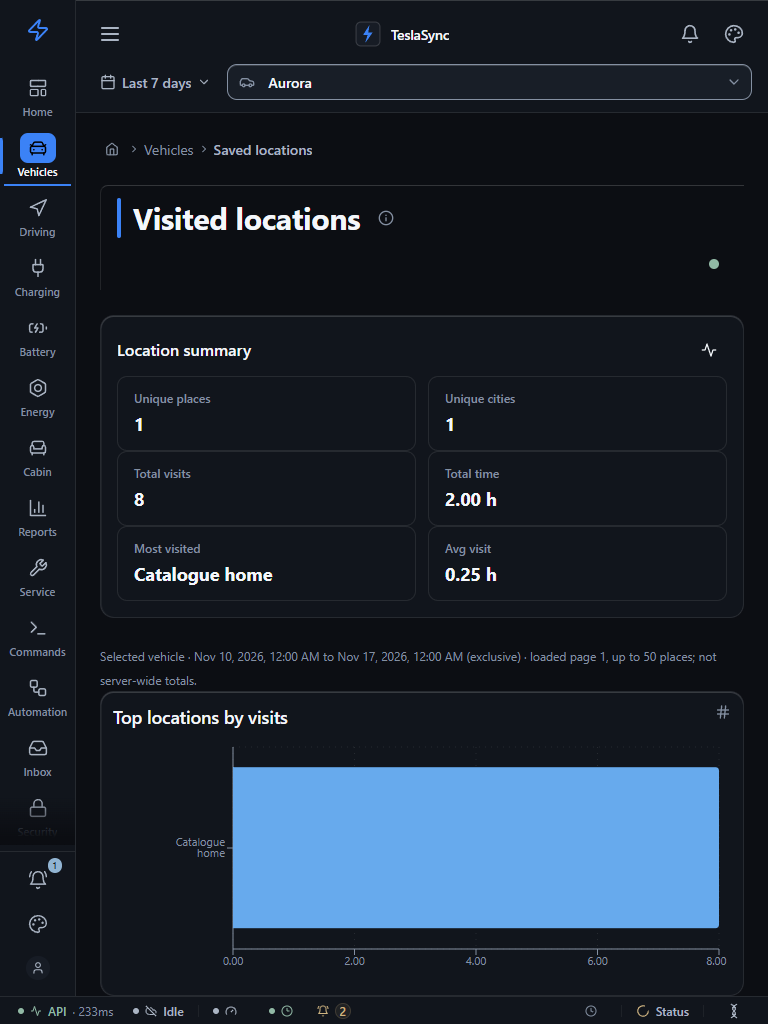 TeslaSync
Last 7 days
Aurora
Home
Vehicles
Driving
Charging
Battery
Energy
Cabin
Reports
Service
Commands
Automation
Inbox
Security
1
Vehicles
Saved locations
Visited locations
Location summary
Unique places
1
Unique cities
1
Total visits
8
Total time
2.00 h
Most visited
Catalogue home
Avg visit
0.25 h
Selected vehicle · Nov 10, 2026, 12:00 AM to Nov 17, 2026, 12:00 AM (exclusive) · loaded page 1, up to 50 places; not
server-wide totals.
Top locations by visits
Catalogue
home
0.00 2.00 4.00 6.00 8.00
API · 233ms
Idle
2
Status